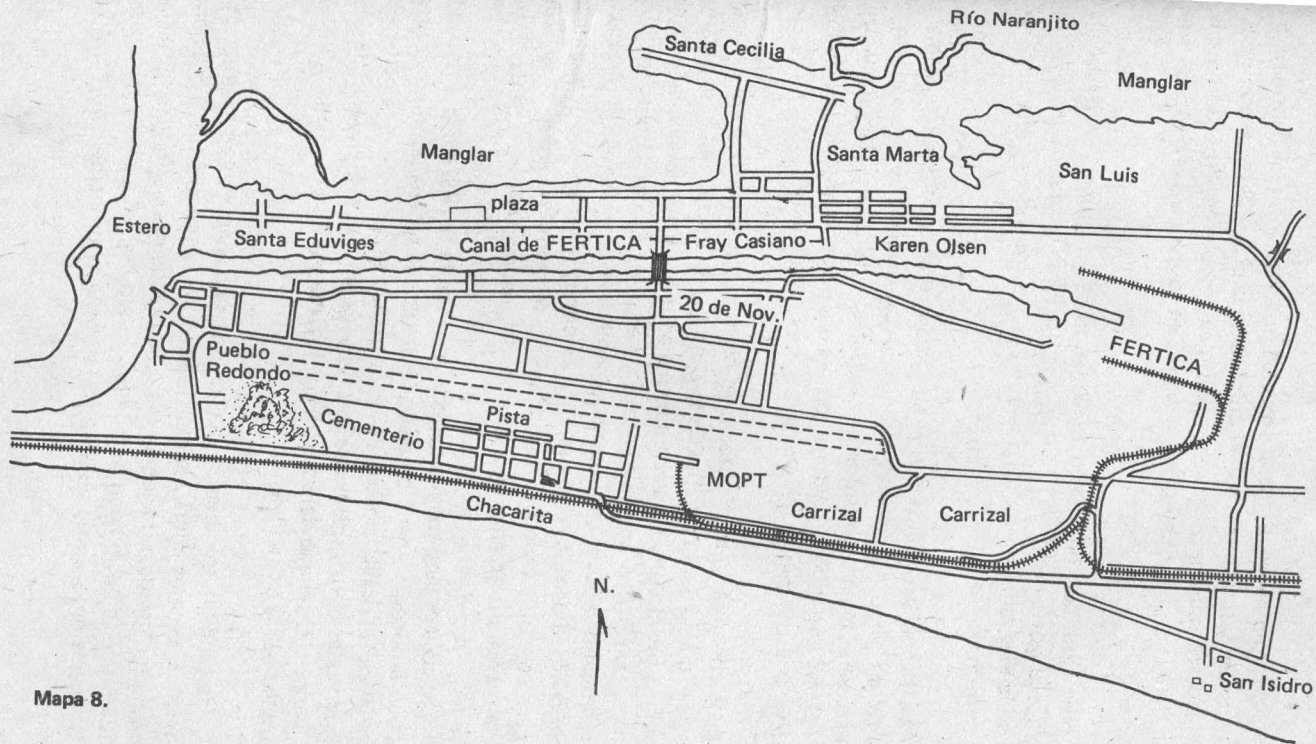 Río Naranjito
Santa Cecilia
Manglar
Manglar
Santa Marta
San Luis
plaza
Estero
Santa Eduviges
Canal de FERTICA
Fray Casiano
Karen Olsen
20 de Nov.
FERTICA
Pueblo
Redondo
Cementerio
Pista
MOPT
Chacarita
Carrizal
Carrizal
N.
San Isidro
Mapa 8.